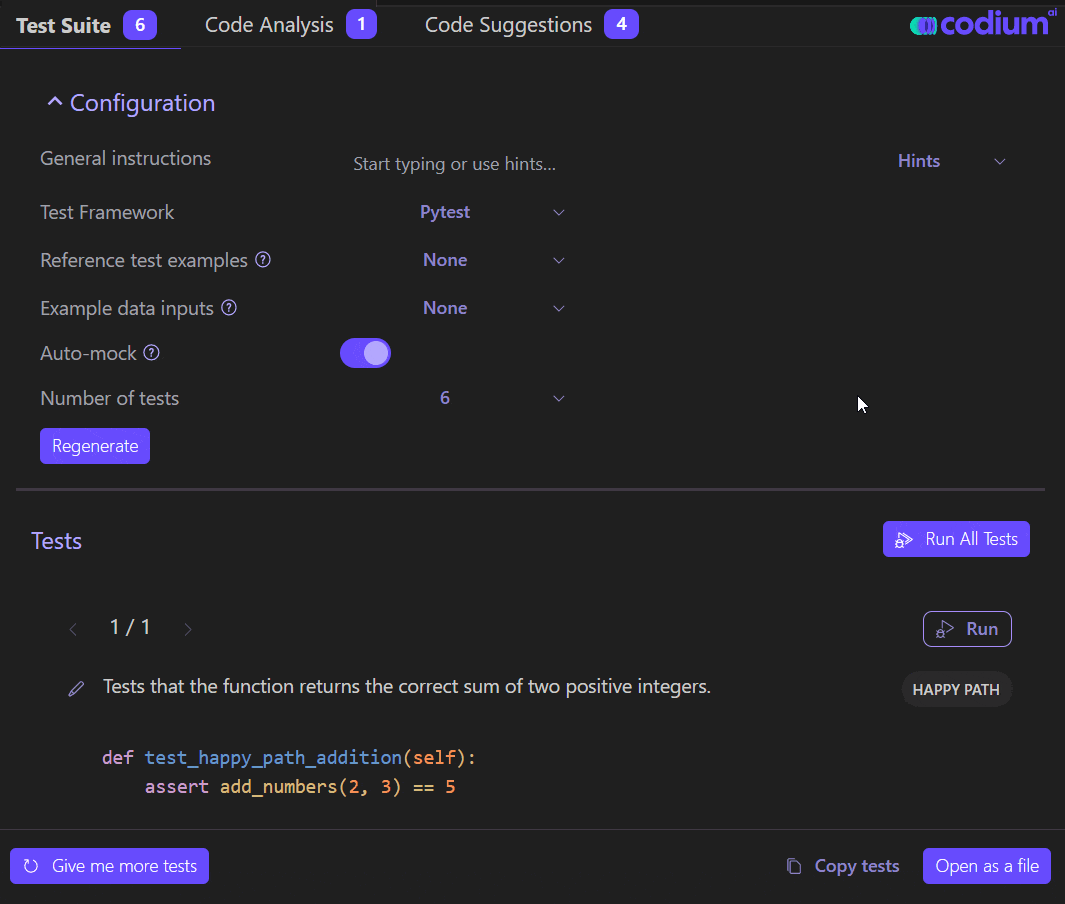 Test Suite 6 Code Analysis 1 Code Suggestions 4 codium ai
Configuration
General instructions Start typing or use hints... Hints
Test Framework Pytest
Reference test examples ? None
Example data inputs ? None
Auto-mock ?
Number of tests 6
Regenerate
Tests Run All Tests
1 / 1 Run
Tests that the function returns the correct sum of two positive integers. HAPPY PATH
def test_happy_path_addition(self):
assert add_numbers(2, 3) == 5
Give me more tests Copy tests Open as a file